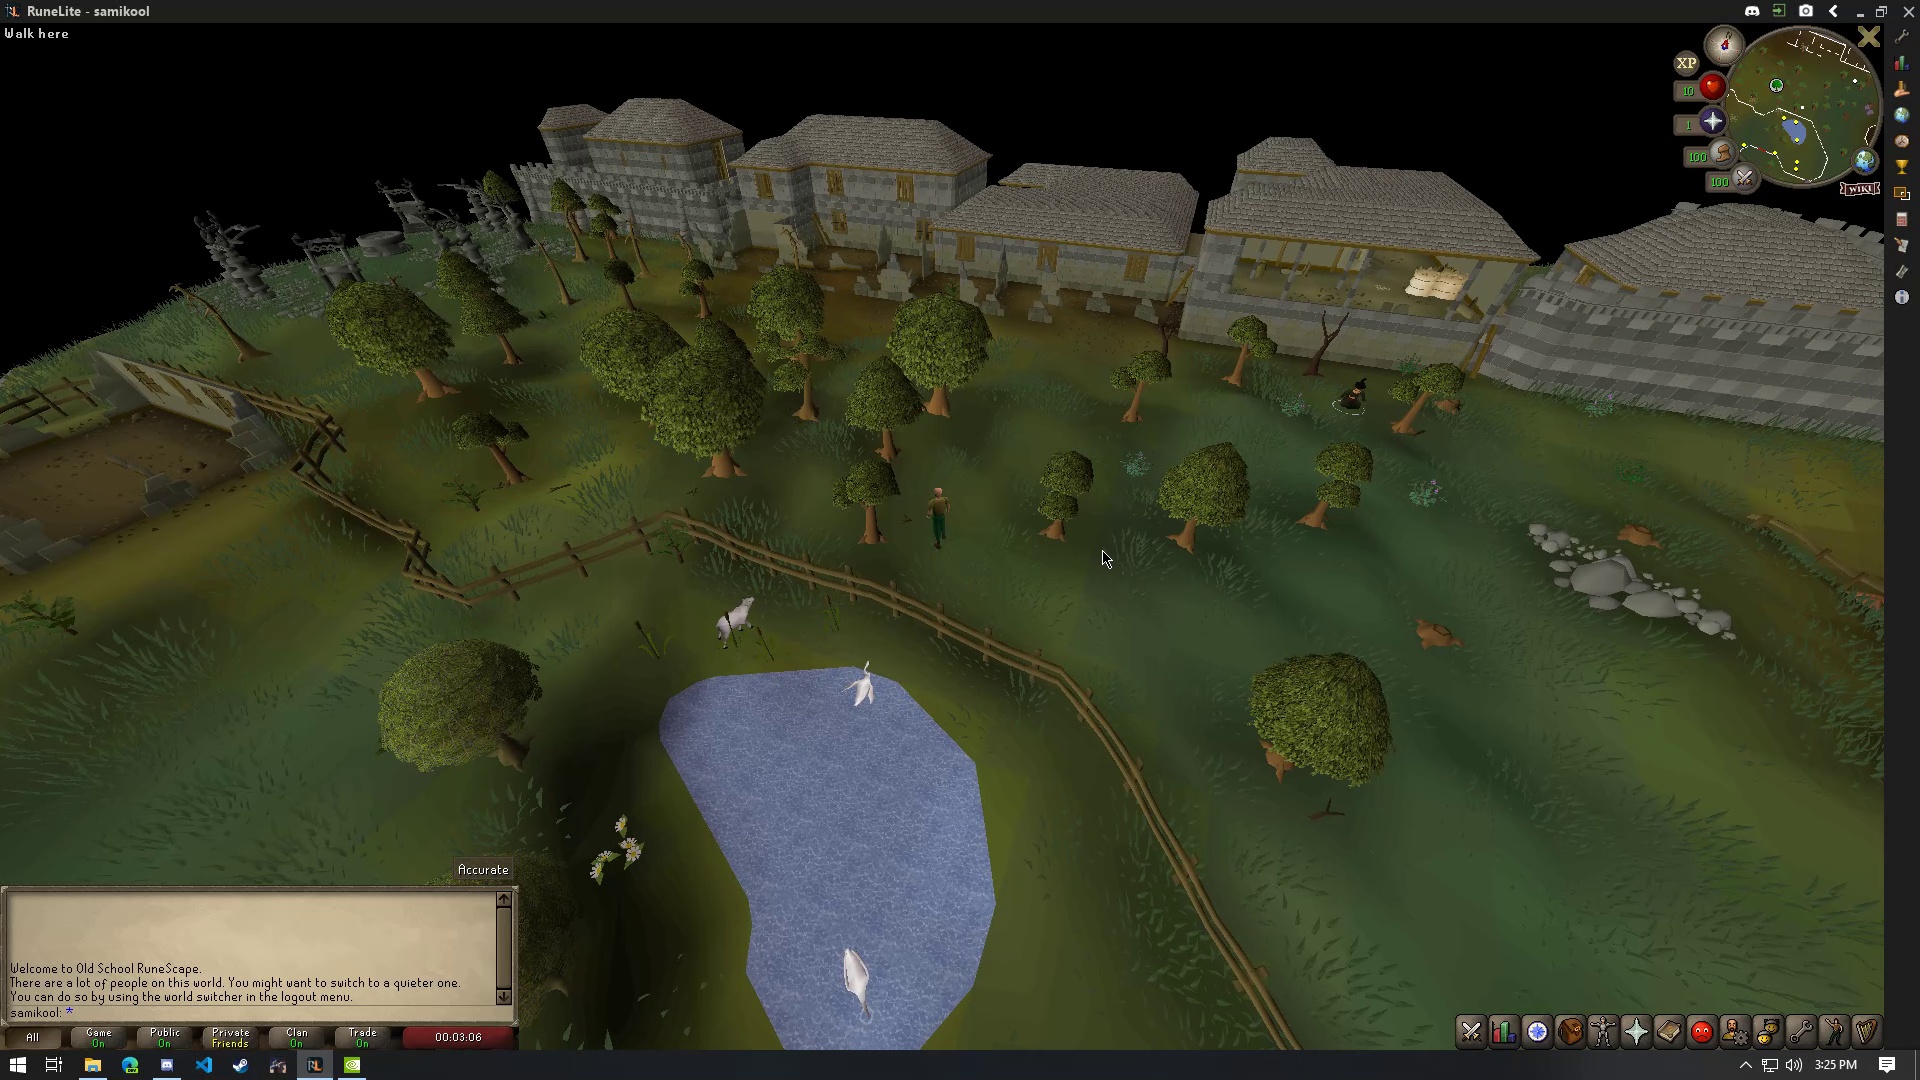 RuneLite - samikool
Walk here
XP
10
1
100
100
WIKI
Accurate
Welcome to Old School RuneScape.
There are a lot of people on this world. You might want to switch to a quieter one.
You can do so by using the world switcher in the logout menu.
samikool: *
All
Game
On
Public
On
Private
Friends
Clan
On
Trade
On
00:03:06
3:25 PM